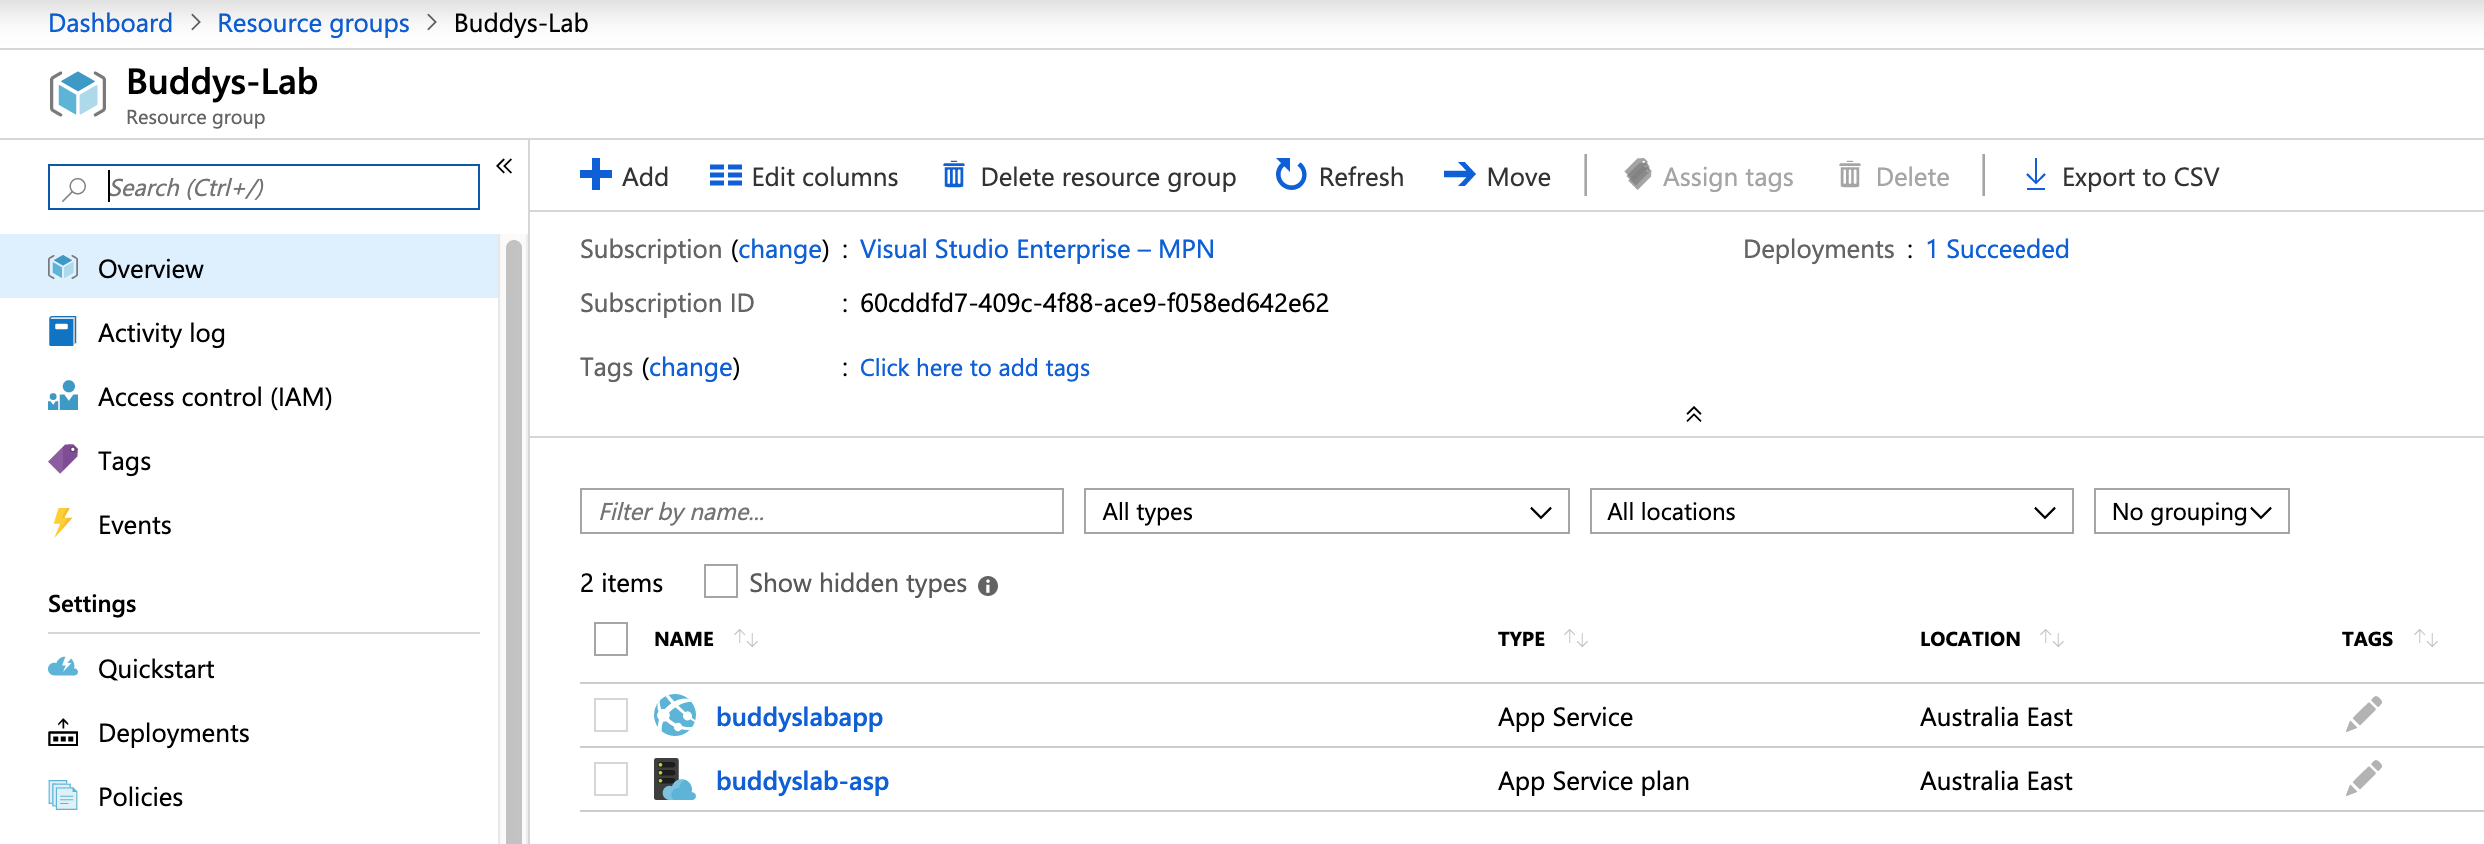 Dashboard > Resource groups > Buddys-Lab
Buddys-Lab
Resource group
Search (Ctrl+/)
Overview
Activity log
Access control (IAM)
Tags
Events
Settings
Quickstart
Deployments
Policies
Add Edit columns Delete resource group Refresh Move Assign tags Delete Export to CSV
Subscription (change) : Visual Studio Enterprise – MPN Deployments : 1 Succeeded
Subscription ID : 60cddfd7-409c-4f88-ace9-f058ed642e62
Tags (change) : Click here to add tags
Filter by name... All types All locations No grouping
2 items Show hidden types
NAME TYPE LOCATION TAGS
buddyslabapp App Service Australia East
buddyslab-asp App Service plan Australia East